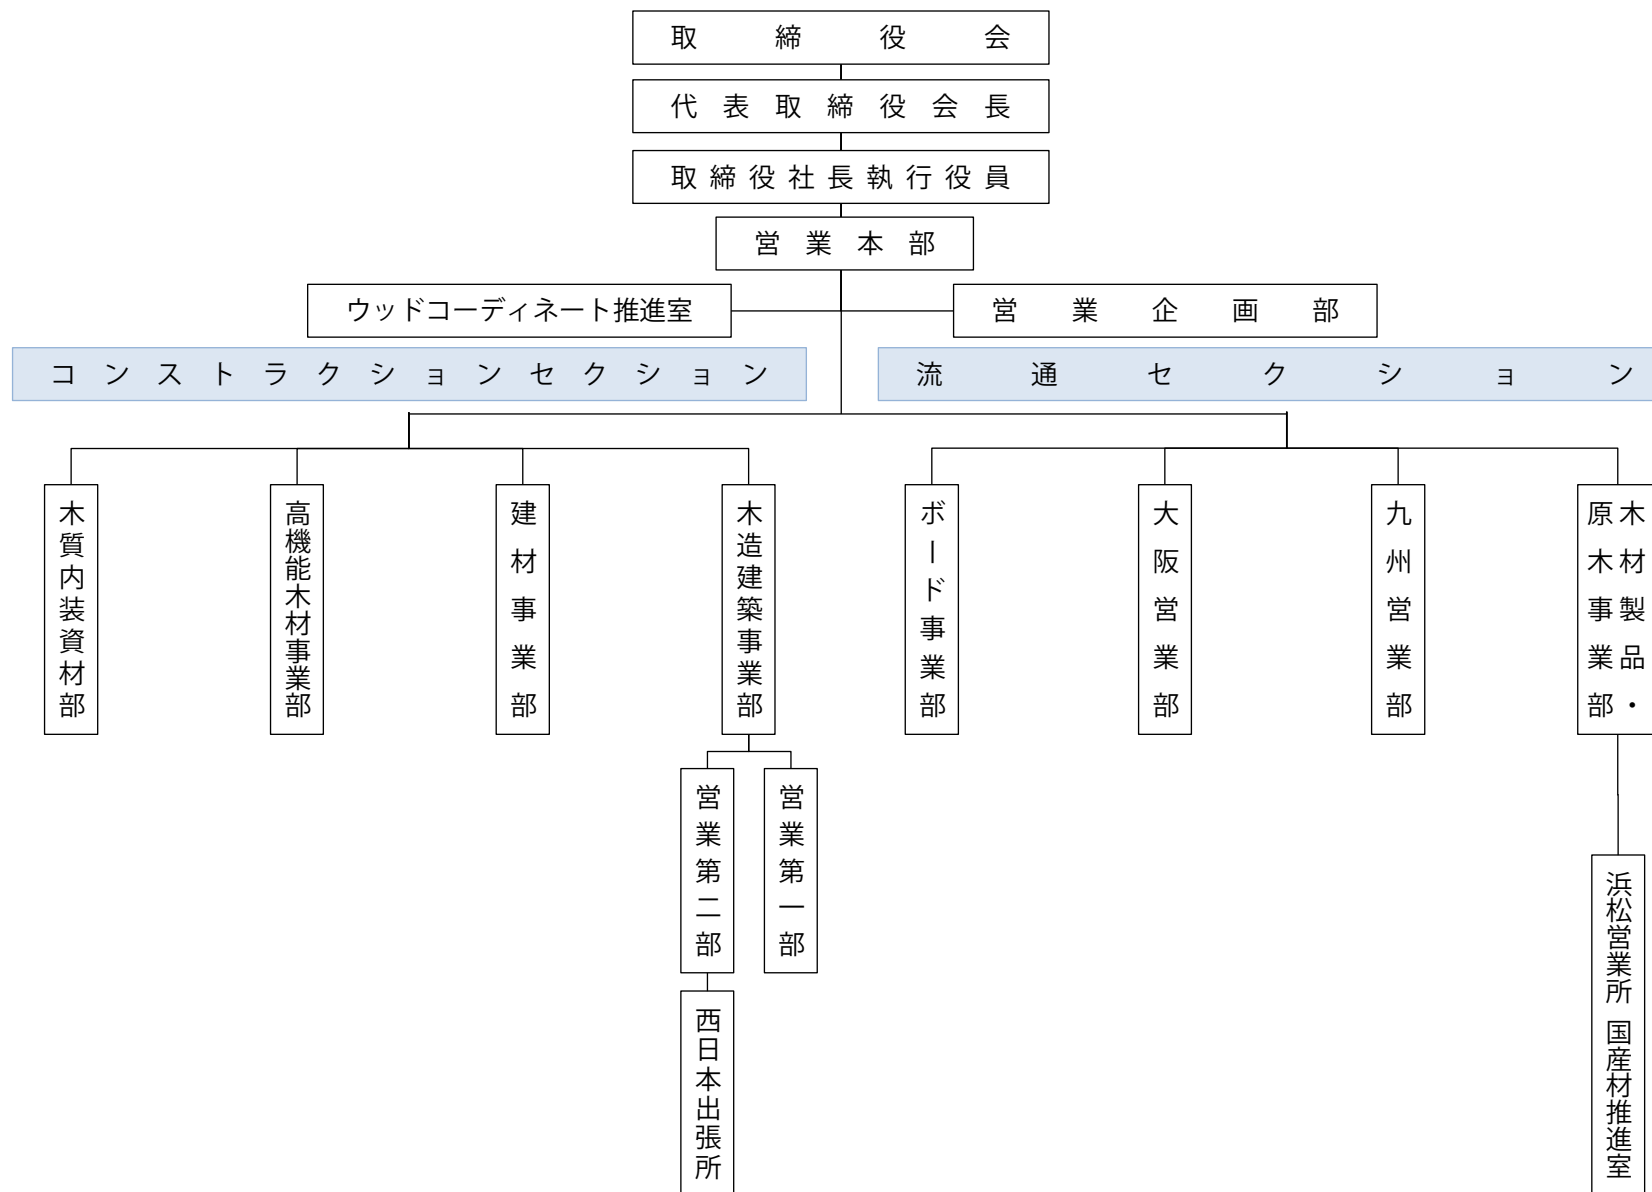 取締役会
代表取締役会長
取締役社長執行役員
営業本部
ウッドコーディネート推進室
営業企画部
コンストラクションセクション
流通セクション
木質内装資材部
高機能木材事業部
建材事業部
木造建築事業部
ボード事業部
大阪営業部
九州営業部
木材製品・
原木事業部
営業第二部
営業第一部
西日本出張所
浜松営業所 国産材推進室